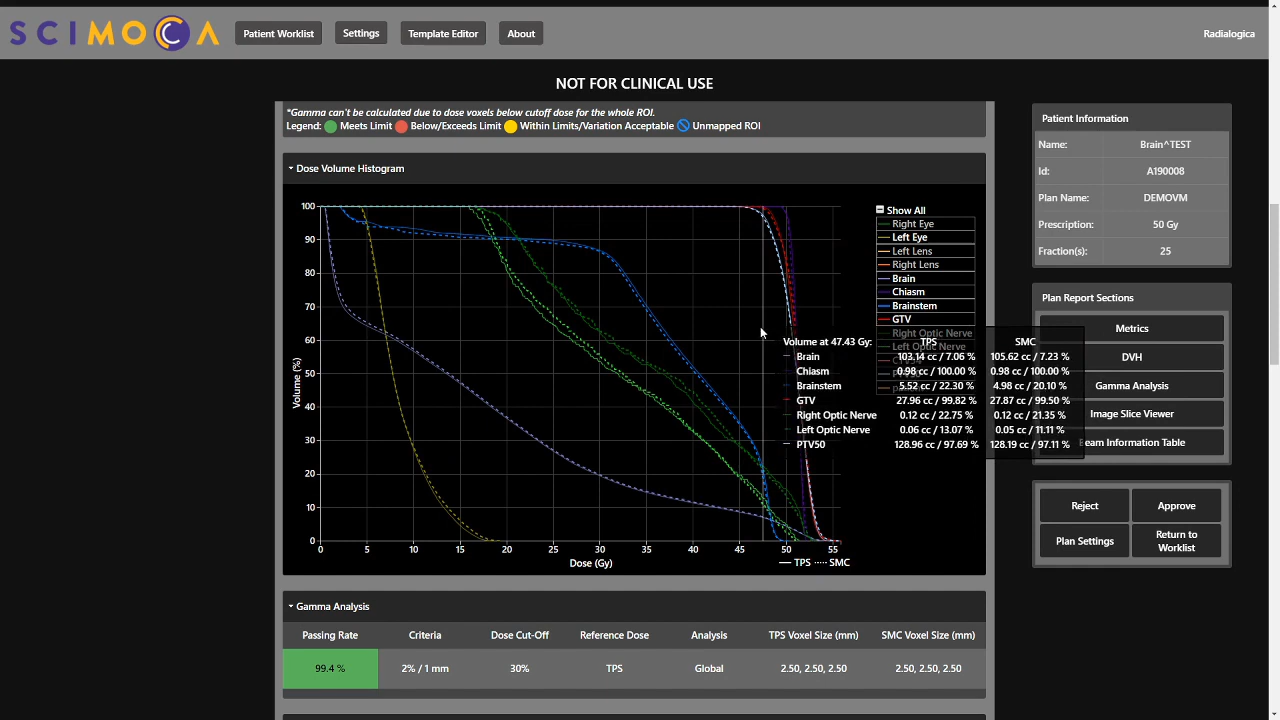 SCIMOCA
Patient Worklist
Settings
Template Editor
About
Radialogica
NOT FOR CLINICAL USE
*Gamma can't be calculated due to dose voxels below cutoff dose for the whole ROI.
Legend: Meets Limit Below/Exceeds Limit Within Limits/Variation Acceptable Unmapped ROI
Dose Volume Histogram
Volume (%)
100
90
80
70
60
50
40
30
20
10
0
0 5 10 15 20 25 30 35 40 45 50 55
Dose (Gy)
TPS SMC
Show All
Right Eye
Left Eye
Left Lens
Right Lens
Brain
Chiasm
Brainstem
GTV
Right Optic Nerve
Left Optic Nerve
Volume at 47.43 Gy: TPS SMC
Brain 103.14 cc / 7.06 % 105.62 cc / 7.23 %
Chiasm 0.98 cc / 100.00 % 0.98 cc / 100.00 %
Brainstem 5.52 cc / 22.30 % 4.98 cc / 20.10 %
GTV 27.96 cc / 99.82 % 27.87 cc / 99.50 %
Right Optic Nerve 0.12 cc / 22.75 % 0.12 cc / 21.35 %
Left Optic Nerve 0.06 cc / 13.07 % 0.05 cc / 11.11 %
PTV50 128.96 cc / 97.69 % 128.19 cc / 97.11 %
Gamma Analysis
Passing Rate Criteria Dose Cut-Off Reference Dose Analysis TPS Voxel Size (mm) SMC Voxel Size (mm)
99.4 % 2% / 1 mm 30% TPS Global 2.50, 2.50, 2.50 2.50, 2.50, 2.50
Patient Information
Name: Brain^TEST
Id: A190008
Plan Name: DEMOVM
Prescription: 50 Gy
Fraction(s): 25
Plan Report Sections
Metrics
DVH
Gamma Analysis
Image Slice Viewer
Beam Information Table
Reject
Approve
Plan Settings
Return to
Worklist